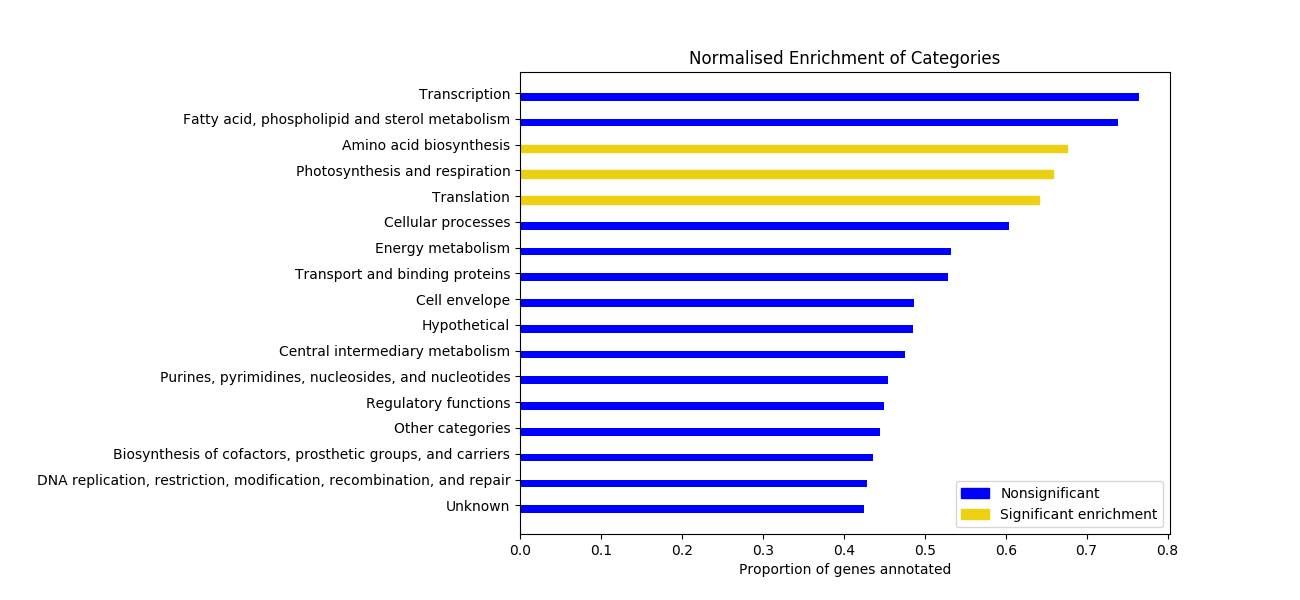 Normalised Enrichment of Categories
Transcription
Fatty acid, phospholipid and sterol metabolism
Amino acid biosynthesis
Photosynthesis and respiration
Translation
Cellular processes
Energy metabolism
Transport and binding proteins
Cell envelope
Hypothetical
Central intermediary metabolism
Purines, pyrimidines, nucleosides, and nucleotides
Regulatory functions
Other categories
Biosynthesis of cofactors, prosthetic groups, and carriers
DNA replication, restriction, modification, recombination, and repair
Unknown
Nonsignificant
Significant enrichment
0.0 0.1 0.2 0.3 0.4 0.5 0.6 0.7 0.8
Proportion of genes annotated